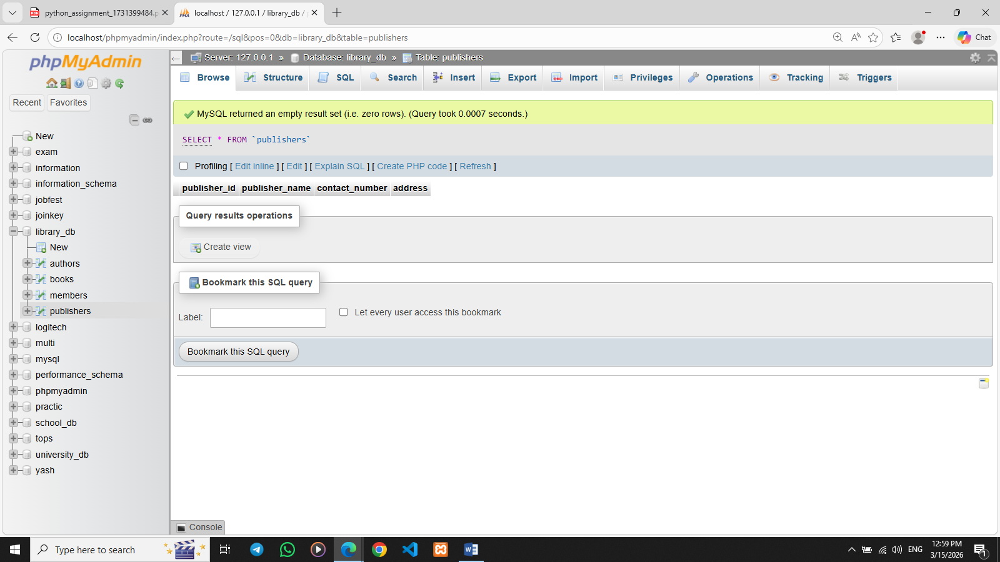 python_assignment_1731399484.p
localhost / 127.0.0.1 / library_db /
localhost/phpmyadmin/index.php?route=/sql&pos=0&db=library_db&table=publishers
Chat
phpMyAdmin
Server: 127.0.0.1 » Database: library_db » Table: publishers
Browse Structure SQL Search Insert Export Import Privileges Operations Tracking Triggers
Recent Favorites
New
exam
information
information_schema
jobfest
joinkey
library_db
New
authors
books
members
publishers
logitech
multi
mysql
performance_schema
phpmyadmin
practic
school_db
tops
university_db
yash
MySQL returned an empty result set (i.e. zero rows). (Query took 0.0007 seconds.)
SELECT * FROM `publishers`
Profiling [ Edit inline ] [ Edit ] [ Explain SQL ] [ Create PHP code ] [ Refresh ]
publisher_id publisher_name contact_number address
Query results operations
Create view
Bookmark this SQL query
Label: Let every user access this bookmark
Bookmark this SQL query
Console
Type here to search
ENG
12:59 PM
3/15/2026
1